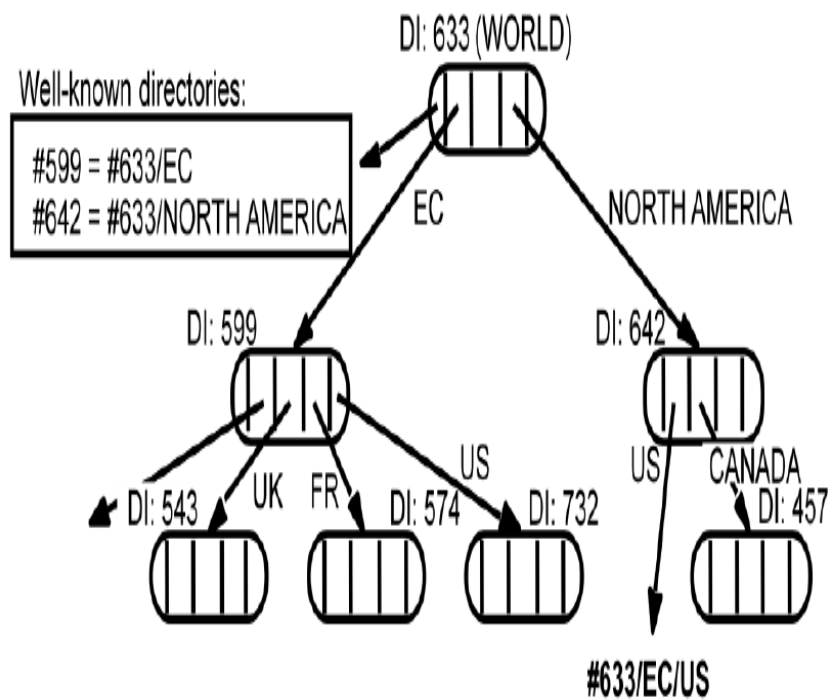 DI: 633 (WORLD)
Well-known directories:
#599 = #633/EC
#642 = #633/NORTH AMERICA
EC
NORTH AMERICA
DI: 599
DI: 642
US
US
CANADA
UK
FR
DI: 543
DI: 574
DI: 732
DI: 457
#633/EC/US